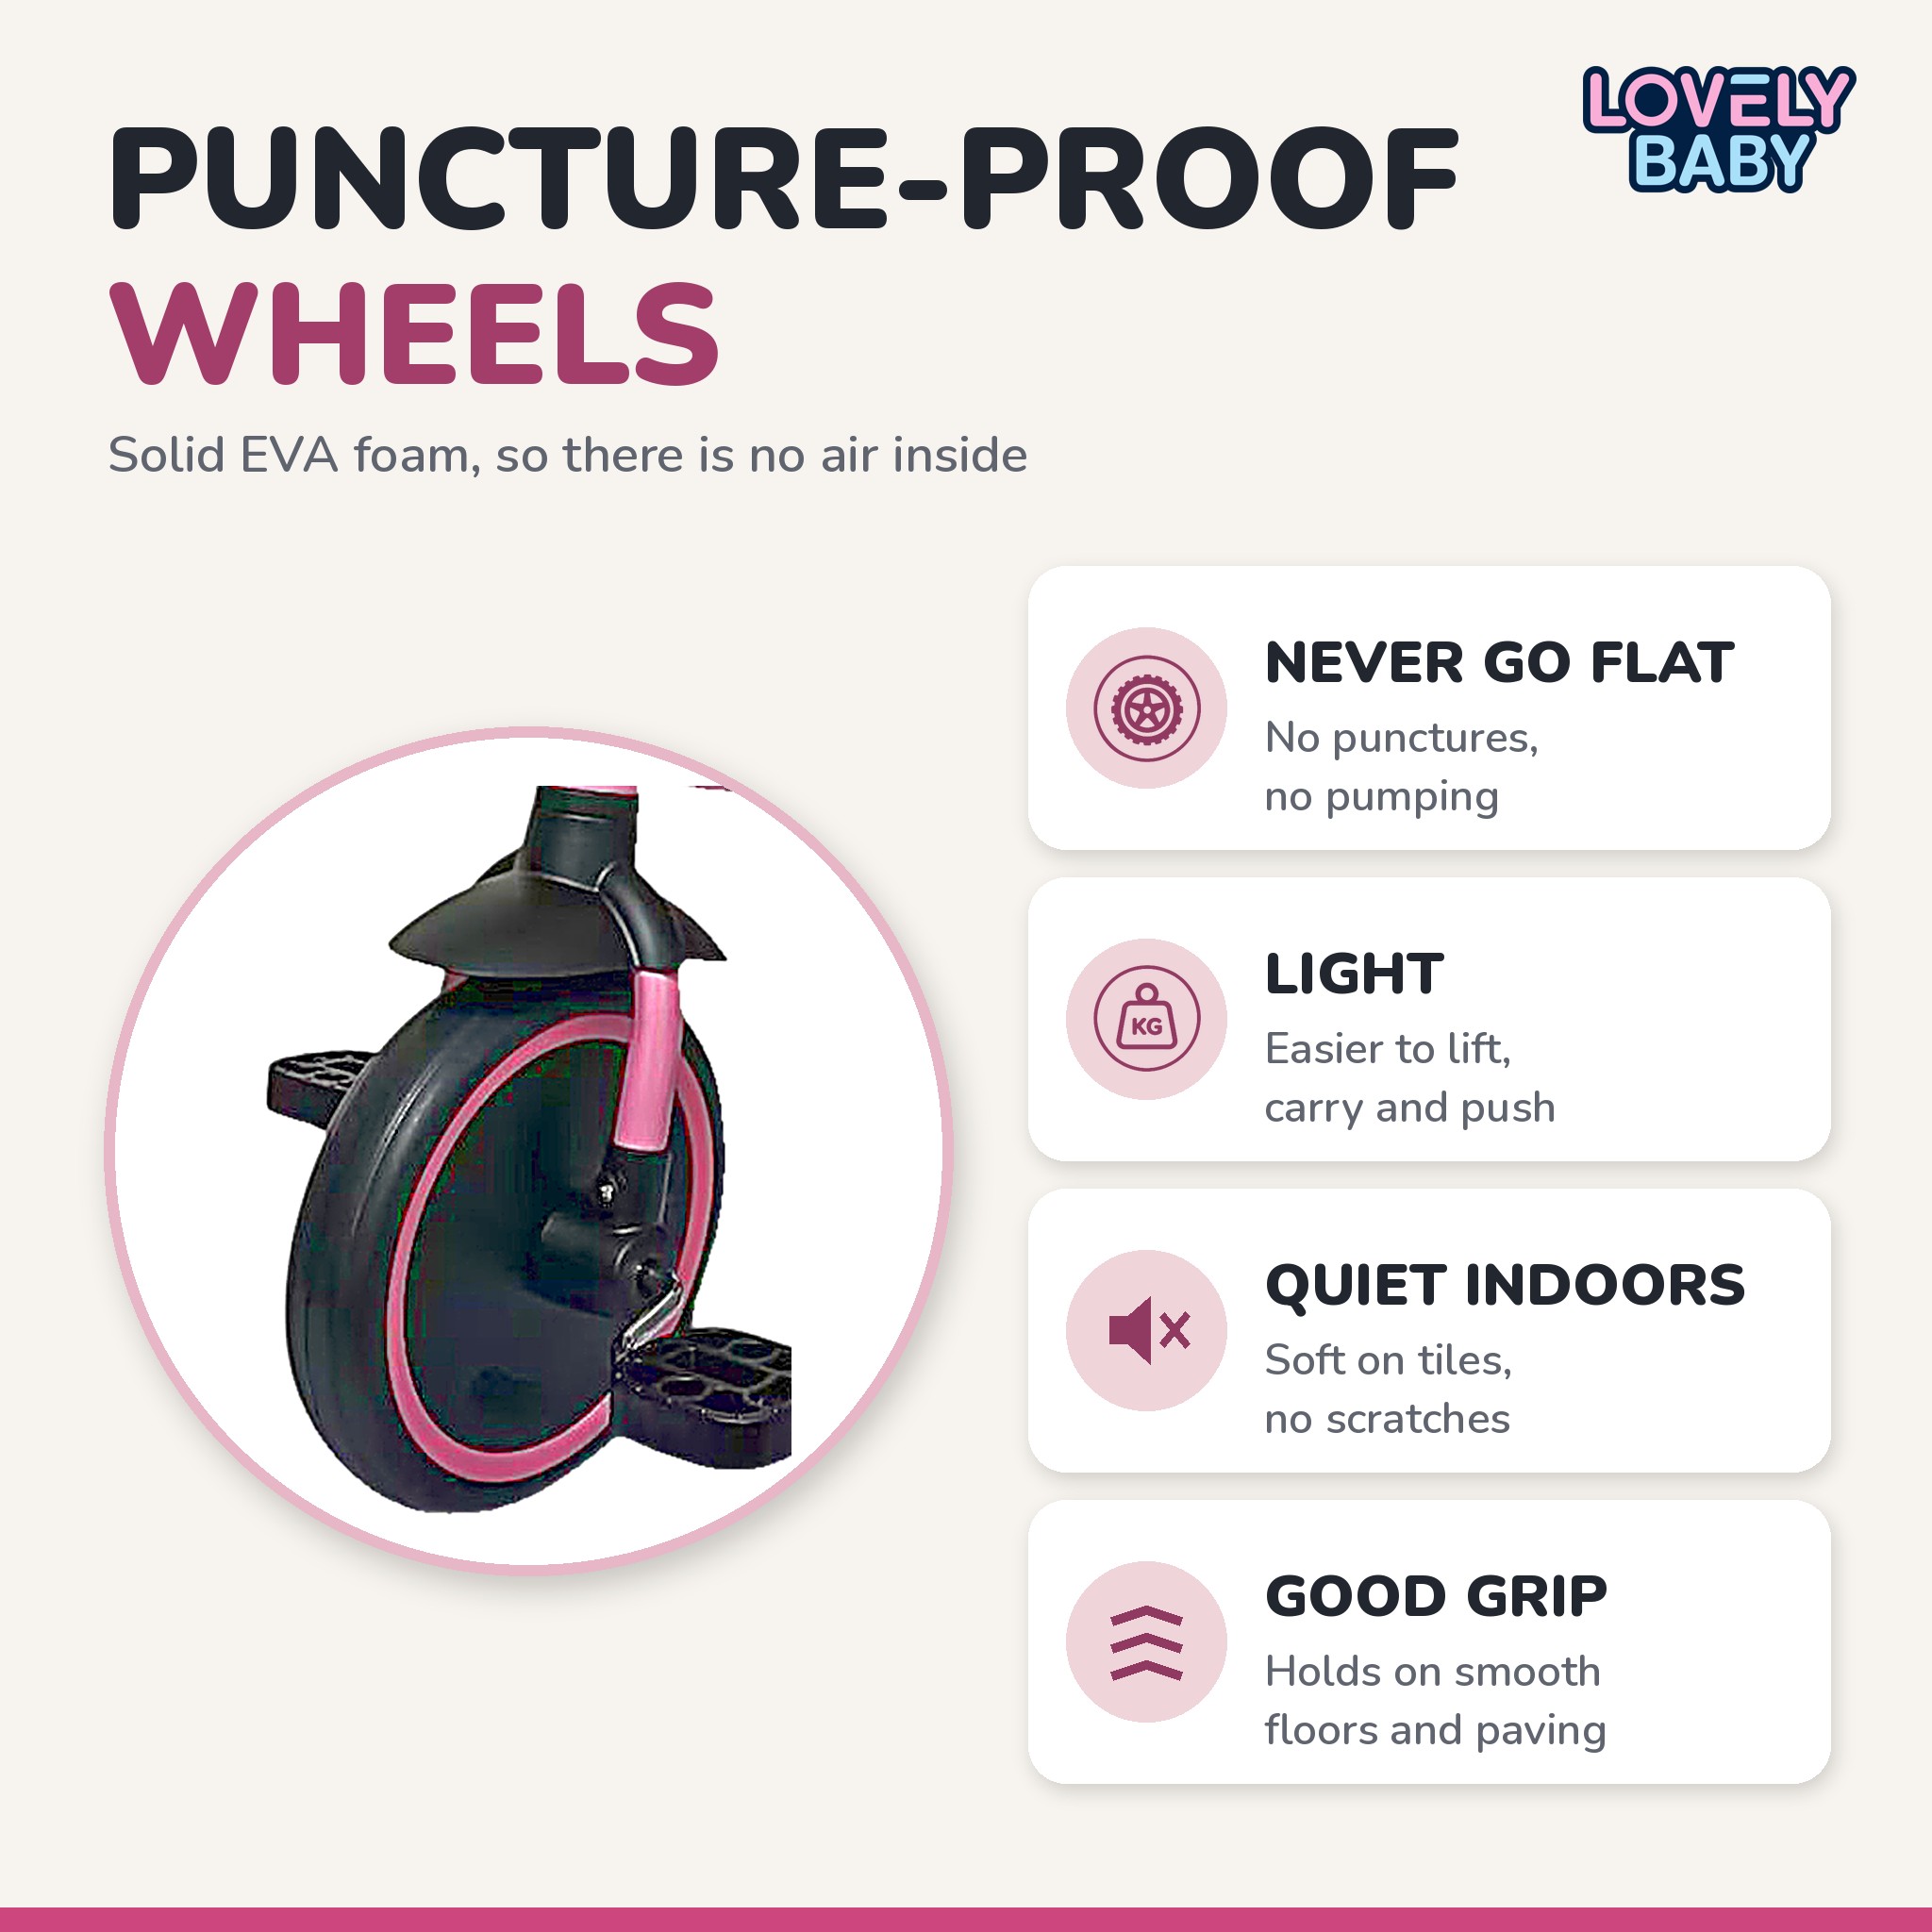 LOVELY
BABY
PUNCTURE-PROOF
WHEELS
Solid EVA foam, so there is no air inside
NEVER GO FLAT
No punctures,
no pumping
KG
LIGHT
Easier to lift,
carry and push
QUIET INDOORS
Soft on tiles,
no scratches
GOOD GRIP
Holds on smooth
floors and paving